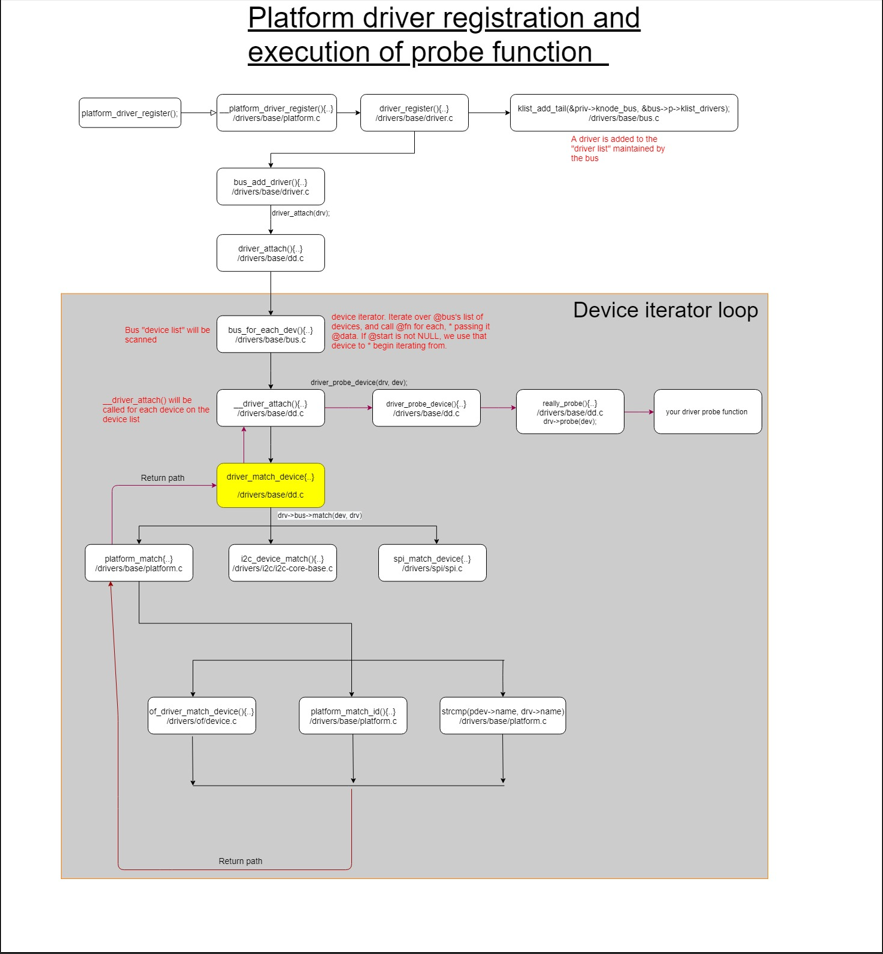 Platform driver registration and
execution of probe function
platform_driver_register();
__platform_driver_register(){..}
/drivers/base/platform.c
driver_register(){..}
/drivers/base/driver.c
klist_add_tail(&priv->knode_bus, &bus->p->klist_drivers);
/drivers/base/bus.c
A driver is added to the
"driver list" maintained by
the bus
bus_add_driver(){..}
/drivers/base/driver.c
driver_attach(drv);
driver_attach(){..}
/drivers/base/dd.c
Device iterator loop
Bus "device list" will be
scanned
bus_for_each_dev(){..}
/drivers/base/bus.c
device iterator. Iterate over @bus's list of
devices, and call @fn for each, " passing it
@data. If @start is not NULL, we use that
device to " begin iterating from.
driver_probe_device(drv, dev);
__driver_attach() will be
called for each device on the
device list
__driver_attach(){..}
/drivers/base/dd.c
driver_probe_device(){..}
/drivers/base/dd.c
really_probe(){..}
/drivers/base/dd.c
drv->probe(dev);
your driver probe function
Return path
driver_match_device{..}
/drivers/base/dd.c
drv->bus->match(dev, drv)
platform_match{..}
/drivers/base/platform.c
i2c_device_match(){..}
/drivers/i2c/i2c-core-base.c
spi_match_device{..}
/drivers/spi/spi.c
of_driver_match_device(){..}
/drivers/of/device.c
platform_match_id(){..}
/drivers/base/platform.c
strcmp(pdev->name, drv->name)
/drivers/base/platform.c
Return path